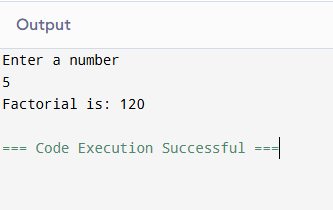 Output
Enter a number
5
Factorial is: 120
=== Code Execution Successful ===